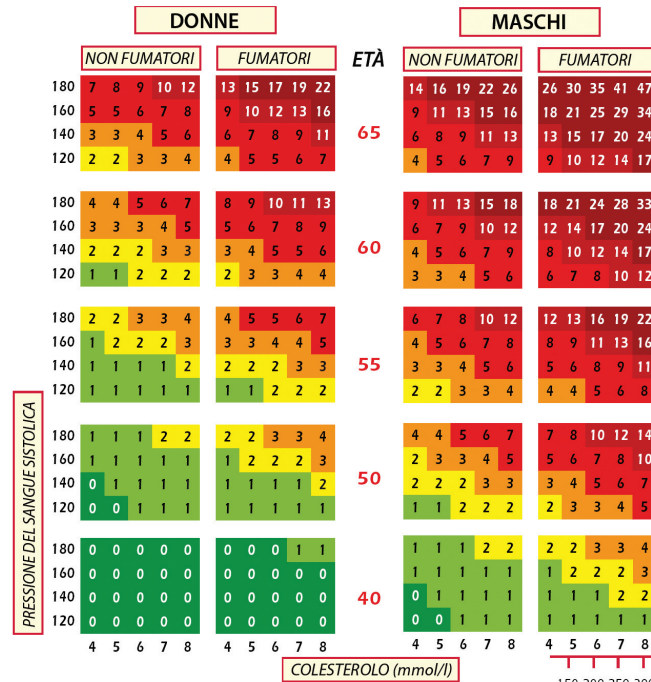 DONNE MASCHI
NON FUMATORI FUMATORI ETÀ NON FUMATORI FUMATORI
180 7 8 9 10 12 13 15 17 19 22 14 16 19 22 26 26 30 35 41 47
160 5 5 6 7 8 9 10 12 13 16 9 11 13 15 16 18 21 25 29 34
140 3 3 4 5 6 6 7 8 9 11 65 6 8 9 11 13 13 15 17 20 24
120 2 2 3 3 4 4 5 5 6 7 4 5 6 7 9 9 10 12 14 17
180 4 4 5 6 7 8 9 10 11 13 9 11 13 15 18 18 21 24 28 33
160 3 3 3 4 5 5 6 7 8 9 60 6 7 9 10 12 12 14 17 20 24
140 2 2 2 3 3 3 4 5 5 6 4 5 6 7 9 8 10 12 14 17
120 1 1 2 2 2 2 3 3 4 4 3 3 4 5 6 6 7 8 10 12
180 2 2 3 3 4 4 5 5 6 7 6 7 8 10 12 12 13 16 19 22
160 1 2 2 2 3 3 3 4 4 5 55 4 5 6 7 8 8 9 11 13 16
140 1 1 1 1 2 2 2 2 3 3 3 3 4 5 6 5 6 8 9 11
120 1 1 1 1 1 1 1 2 2 2 2 2 3 3 4 4 4 5 6 8
180 1 1 1 2 2 2 2 3 3 4 4 4 5 6 7 7 8 10 12 14
160 1 1 1 1 1 1 2 2 2 3 50 2 3 3 4 5 5 6 7 8 10
140 0 1 1 1 1 1 1 1 1 2 2 2 2 3 3 3 4 5 6 7
120 0 0 1 1 1 1 1 1 1 1 1 1 2 2 2 2 3 3 4 5
180 0 0 0 0 0 0 0 0 1 1 1 1 1 2 2 2 2 3 3 4
160 0 0 0 0 0 0 0 0 0 0 1 1 1 1 1 1 2 2 2 3
140 0 0 0 0 0 0 0 0 0 0 40 0 1 1 1 1 1 1 1 2 2
120 0 0 0 0 0 0 0 0 0 0 0 0 1 1 1 1 1 1 1 1
4 5 6 7 8 4 5 6 7 8 4 5 6 7 8 4 5 6 7 8
PRESSIONE DEL SANGUE SISTOLICA
COLESTEROLO (mmol/l)
150 200 250 300